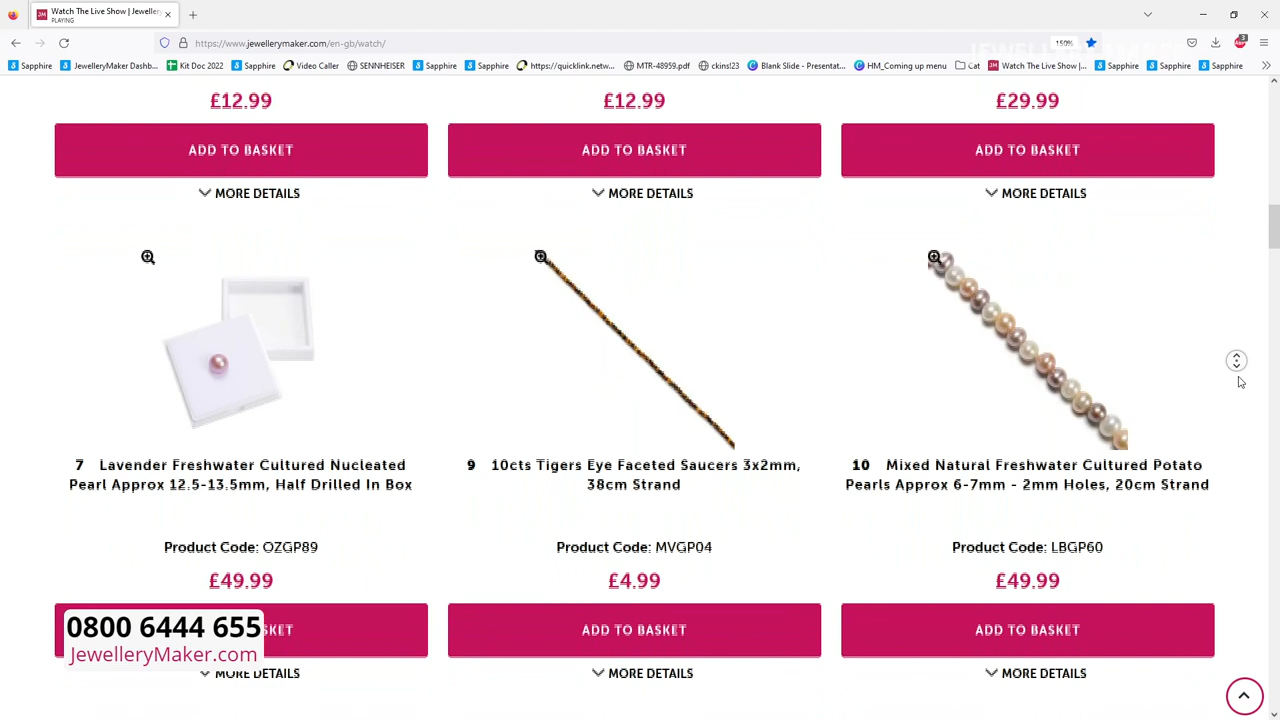 Watch The Live Show | Jewellery
PLAYING
https://www.jewellerymaker.com/en-gb/watch/
150%
3
Sapphire
JewelleryMaker Dashb...
Kit Doc 2022
Sapphire
Video Caller
SENNHEISER
Sapphire
Sapphire
https://quicklink.netw...
MTR-48959.pdf
ckins123
Blank Slide - Presentat...
HM_Coming up menu
Cat
Watch The Live Show |...
Sapphire
Sapphire
Sapphire
JEWELLERYMAKER
£12.99
£12.99
£29.99
ADD TO BASKET
ADD TO BASKET
ADD TO BASKET
MORE DETAILS
MORE DETAILS
MORE DETAILS
7 Lavender Freshwater Cultured Nucleated
Pearl Approx 12.5-13.5mm, Half Drilled In Box
9 10cts Tigers Eye Faceted Saucers 3x2mm,
38cm Strand
10 Mixed Natural Freshwater Cultured Potato
Pearls Approx 6-7mm - 2mm Holes, 20cm Strand
Product Code: OZGP89
Product Code: MVGP04
Product Code: LBGP60
£49.99
£4.99
£49.99
0800 6444 655
JewelleryMaker.com
SKET
ADD TO BASKET
ADD TO BASKET
MORE DETAILS
MORE DETAILS
MORE DETAILS